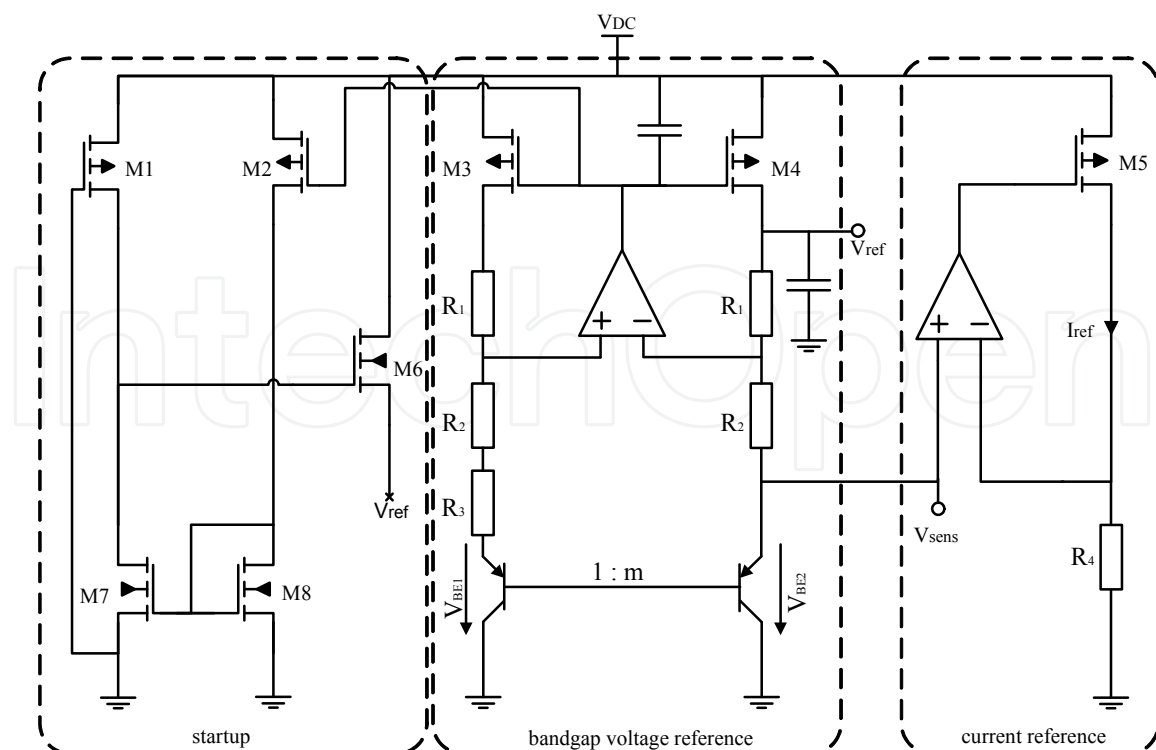 VDC
M1
M2
M3
M4
M5
Vref
R1
R1
+ −
+ −
Iref
M6
R2
R2
Vref
R3
Vsens
R4
M7
M8
VBE1
1 : m
VBE2
startup
bandgap voltage reference
current reference
IntechOpen